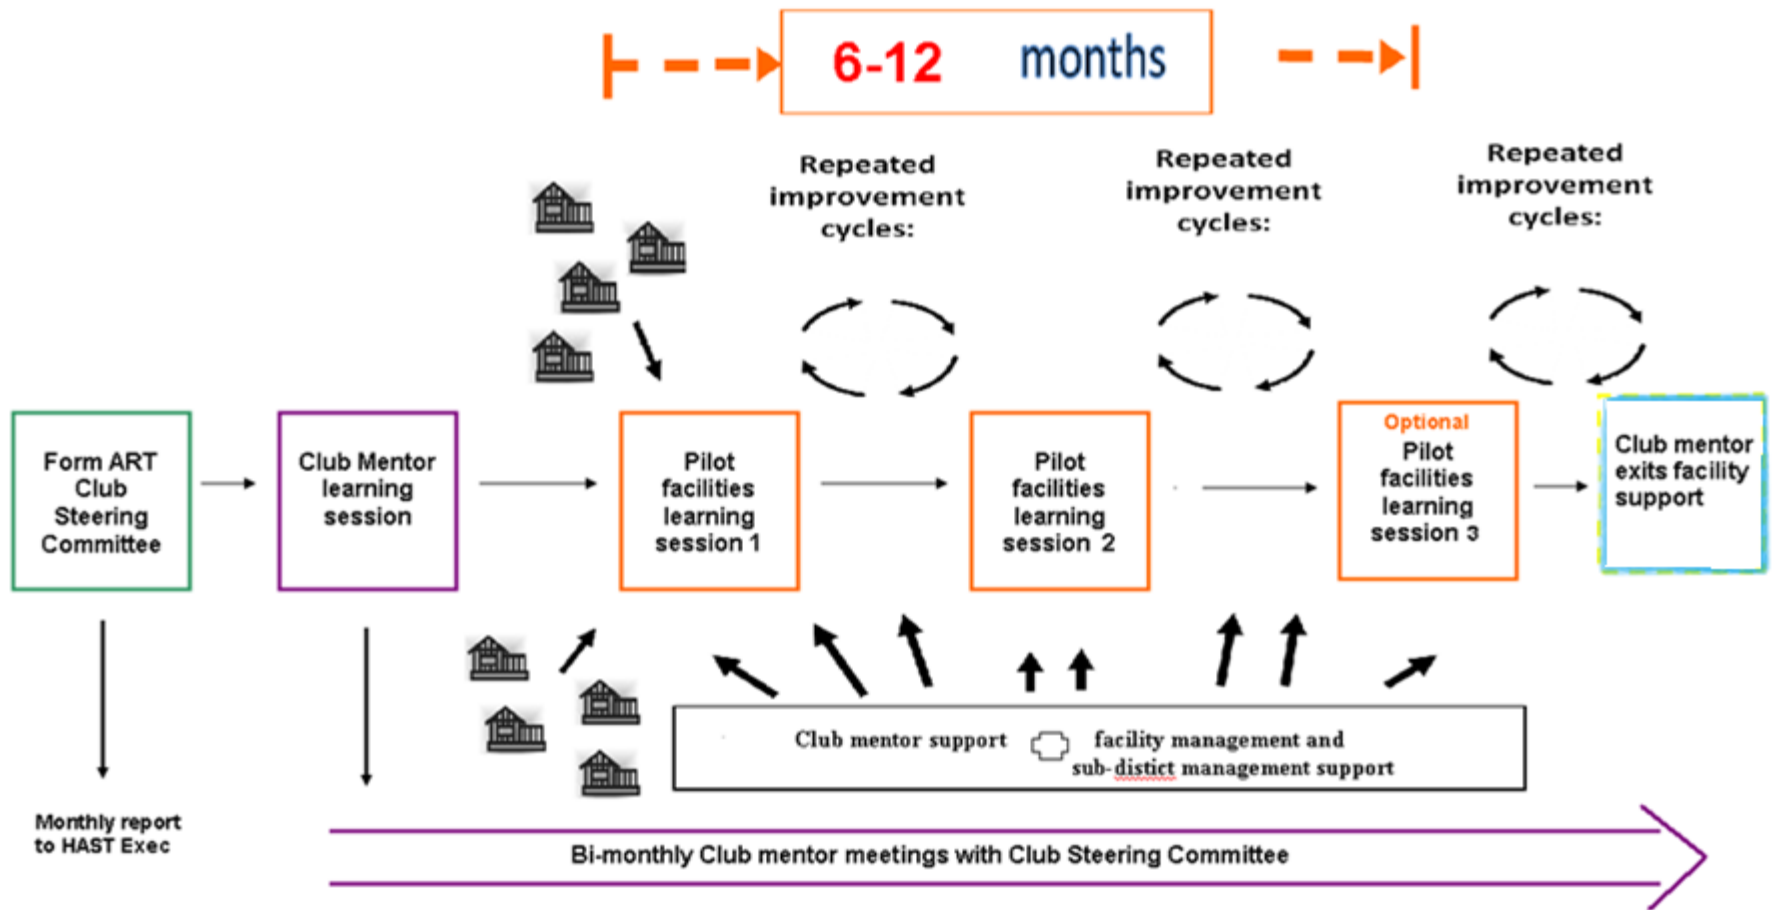 6-12 months
Repeated
improvement
cycles:
Repeated
improvement
cycles:
Repeated
improvement
cycles:
Form ART
Club
Steering
Committee
Club Mentor
learning
session
Pilot
facilities
learning
session 1
Pilot
facilities
learning
session 2
Optional
Pilot
facilities
learning
session 3
Club mentor
exits facility
support
Club mentor support
facility management and
sub-distict management support
Monthly report
to HAST Exec
Bi-monthly Club mentor meetings with Club Steering Committee